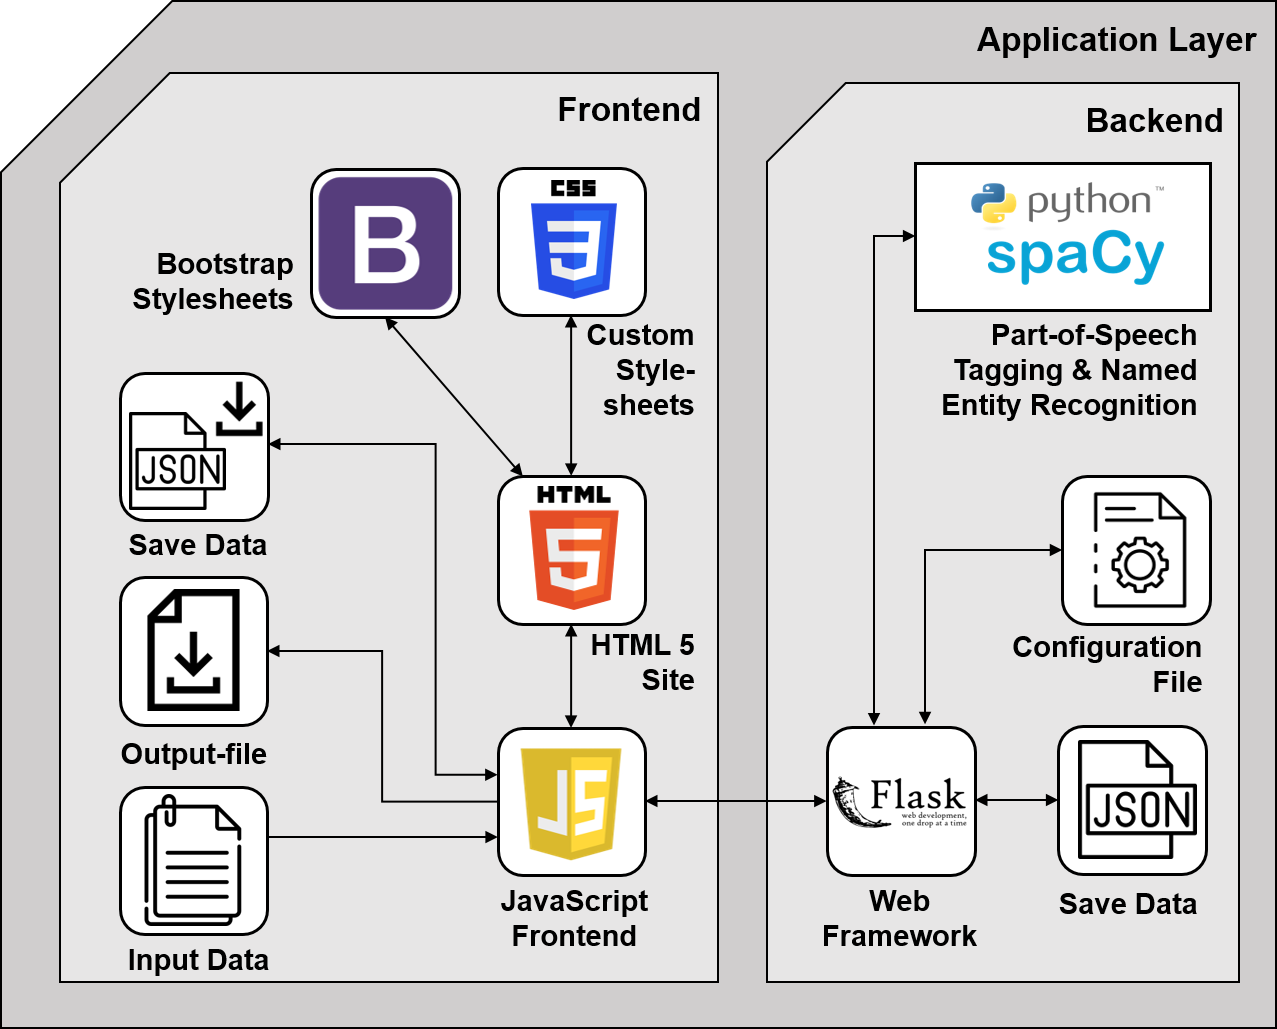 Application Layer
Frontend
Backend
B
CSS
python™
spaCy
Bootstrap
Stylesheets
Custom
Style-
sheets
Part-of-Speech
Tagging & Named
Entity Recognition
JSON
Save Data
HTML
HTML 5
Site
Configuration
File
Output-file
JS
Flask
web development,
one drop at a time
JSON
Input Data
JavaScript
Frontend
Web
Framework
Save Data